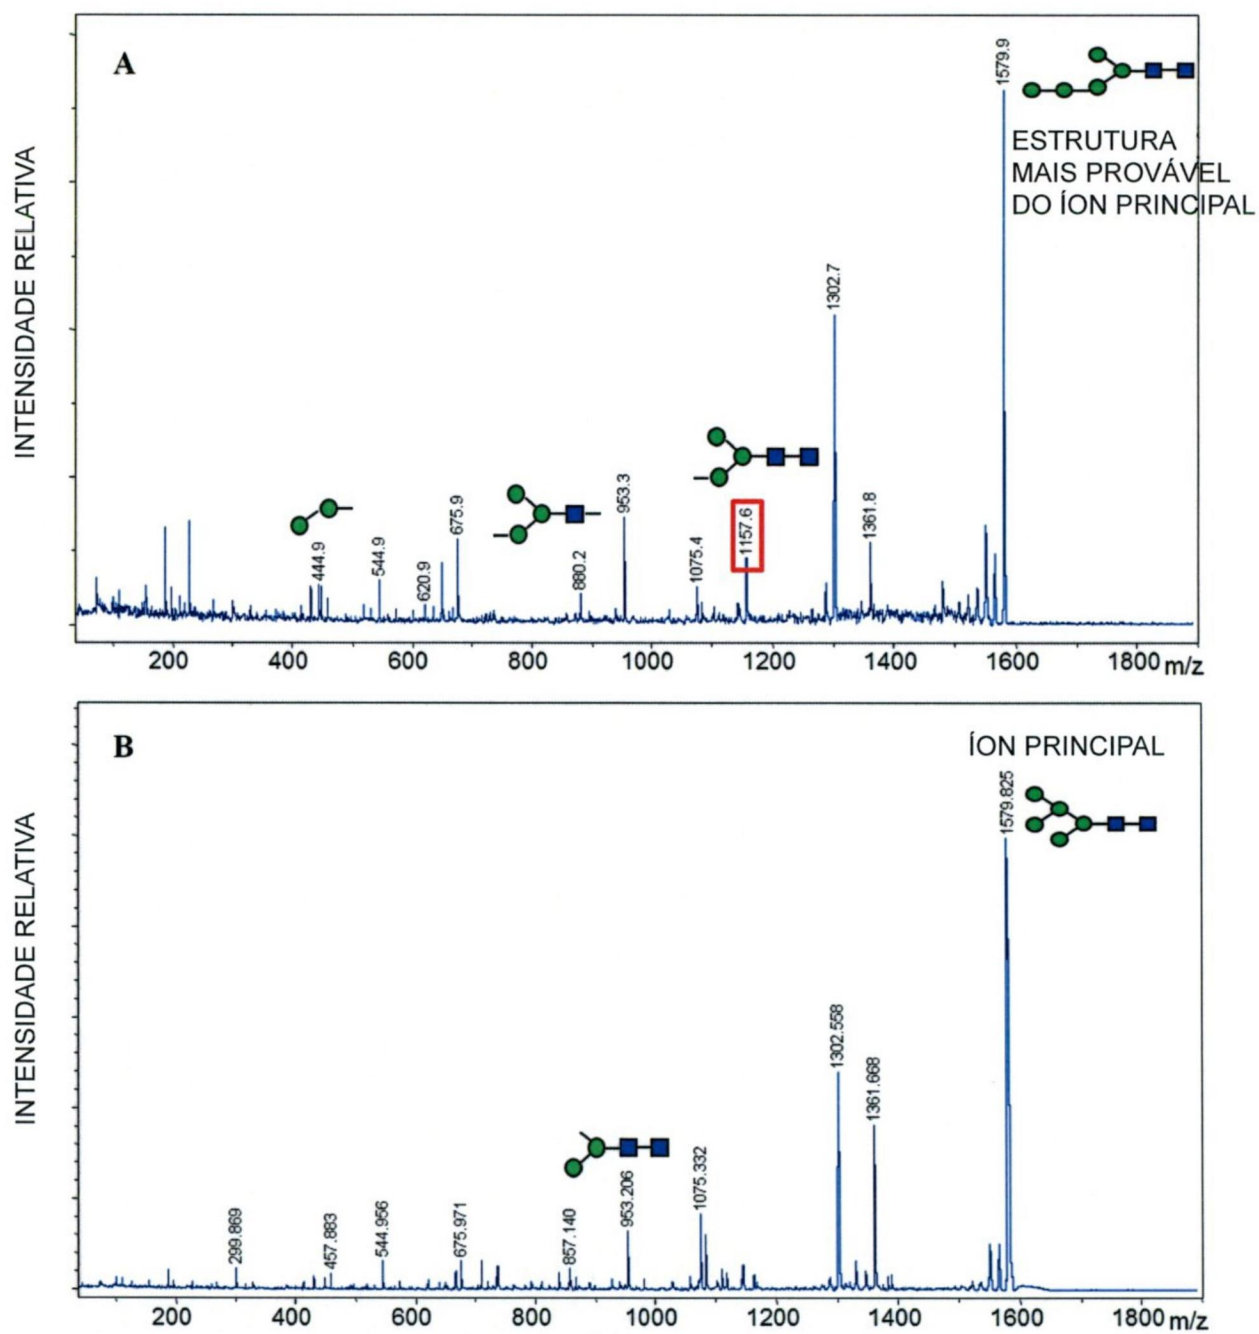 A
1579.9
ESTRUTURA
MAIS PROVÁVEL
DO ÍON PRINCIPAL
INTENSIDADE RELATIVA
1302.7
444.9
544.9
620.9
675.9
880.2
953.3
1075.4
1157.6
1361.8
200 400 600 800 1000 1200 1400 1600 1800 m/z
B
ÍON PRINCIPAL
1579.825
INTENSIDADE RELATIVA
1302.558
1361.668
299.869
457.883
544.956
675.971
857.140
953.206
1075.332
200 400 600 800 1000 1200 1400 1600 1800 m/z